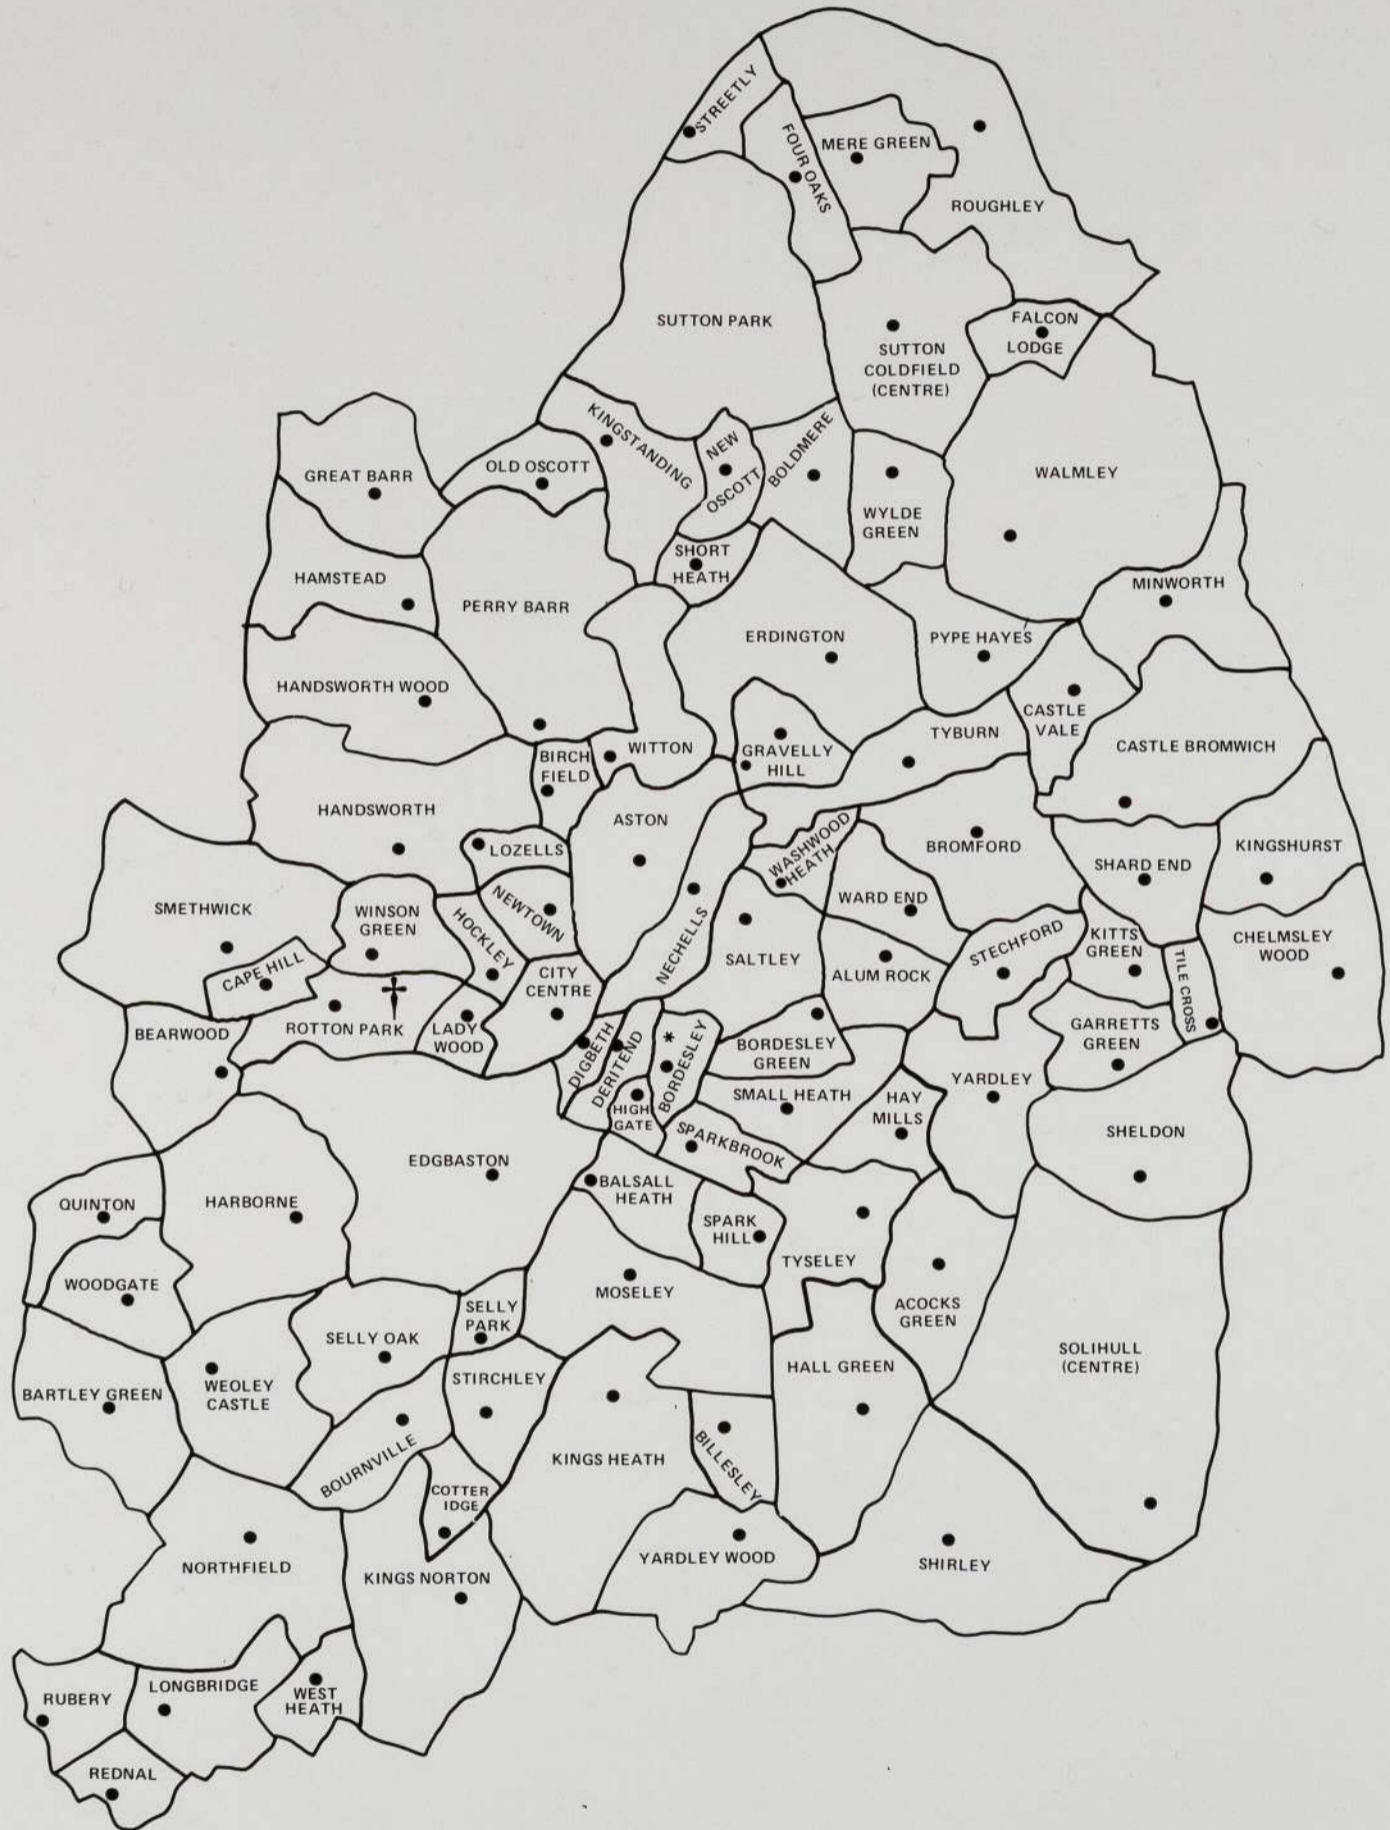 STREETLY
FOUR OAKS
MERE GREEN
ROUGHLEY
SUTTON PARK
SUTTON
COLDFIELD
(CENTRE)
FALCON
LODGE
KINGSTANDING
NEW
OSCOTT
BOLDMERE
WYLDE
GREEN
WALMLEY
GREAT BARR
OLD OSCOTT
SHORT
HEATH
HAMSTEAD
PERRY BARR
ERDINGTON
PYPE HAYES
MINWORTH
HANDSWORTH WOOD
BIRCH
FIELD
WITTON
GRAVELLY
HILL
TYBURN
CASTLE
VALE
CASTLE BROMWICH
HANDSWORTH
LOZELLS
ASTON
WASHWOOD
HEATH
BROMFORD
SHARD END
KINGSHURST
SMETHWICK
WINSON
GREEN
HOCKLEY
NEWTOWN
NECHELLS
WARD END
STECHFORD
KITTS
GREEN
CHELMSLEY
WOOD
CAPE HILL
CITY
CENTRE
SALTLEY
ALUM ROCK
TILE CROSS
BEARWOOD
ROTTON PARK
†
LADY
WOOD
DIGBETH
DERITEND
*
BORDESLEY
BORDESLEY
GREEN
GARRETTS
GREEN
HIGH
GATE
SMALL HEATH
HAY
MILLS
YARDLEY
SPARKBROOK
SHELDON
EDGBASTON
BALSALL
HEATH
QUINTON
HARBORNE
SPARK
HILL
TYSELEY
WOODGATE
MOSELEY
ACOCKS
GREEN
SELLY OAK
SELLY
PARK
BARTLEY GREEN
WEOLEY
CASTLE
STIRCHLEY
HALL GREEN
SOLIHULL
(CENTRE)
BOURNVILLE
KINGS HEATH
BILLESLEY
COTTER
IDGE
NORTHFIELD
KINGS NORTON
YARDLEY WOOD
SHIRLEY
RUBERY
LONGBRIDGE
WEST
HEATH
REDNAL